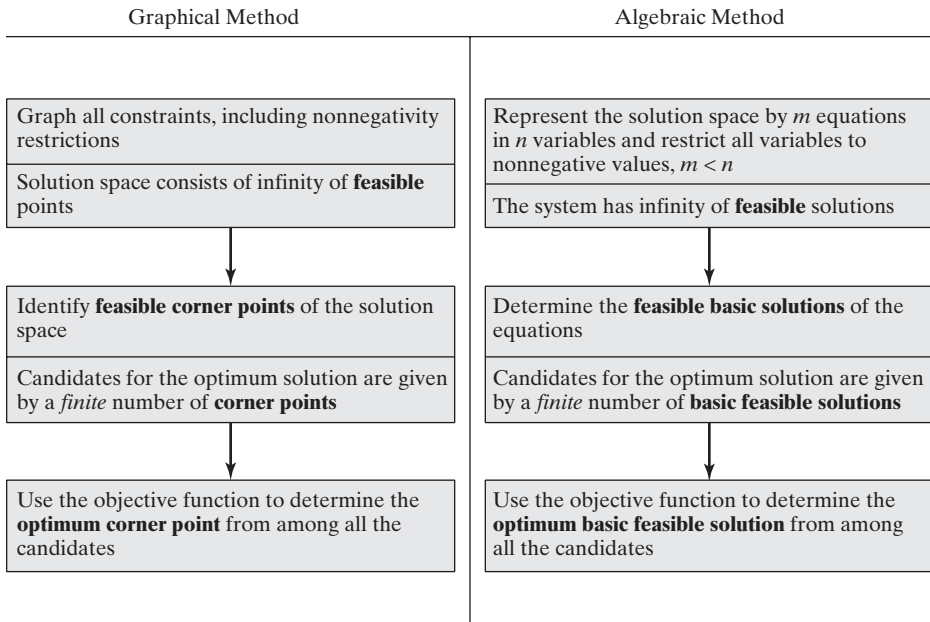 Graphical Method
Graph all constraints, including nonnegativity
restrictions
Solution space consists of infinity of feasible
points
Identify feasible corner points of the solution
space
Candidates for the optimum solution are given
by a finite number of corner points
Use the objective function to determine the
optimum corner point from among all the
candidates
Algebraic Method
Represent the solution space by m equations
in n variables and restrict all variables to
nonnegative values, m < n
The system has infinity of feasible solutions
Determine the feasible basic solutions of the
equations
Candidates for the optimum solution are given
by a finite number of basic feasible solutions
Use the objective function to determine the
optimum basic feasible solution from among
all the candidates